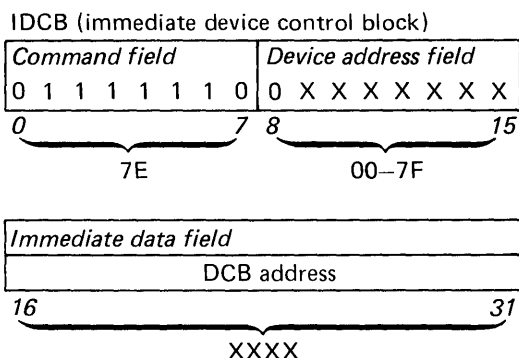 IDCB (immediate device control block)
Command field Device address field
0 1 1 1 1 1 1 0 0 X X X X X X X
0 7 8 15
7E 00–7F
Immediate data field
DCB address
16 31
XXXX